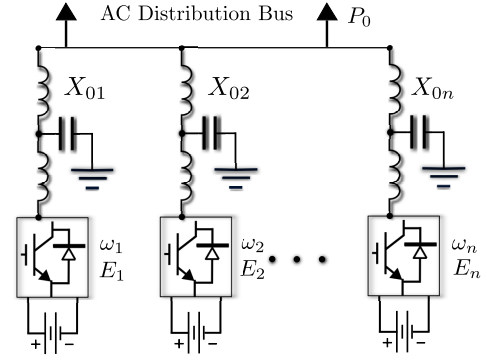 AC Distribution Bus
P₀
X₀₁ X₀₂ X₀ₙ
ω₁ ω₂ ωₙ
E₁ E₂ Eₙ
+ − + − + −